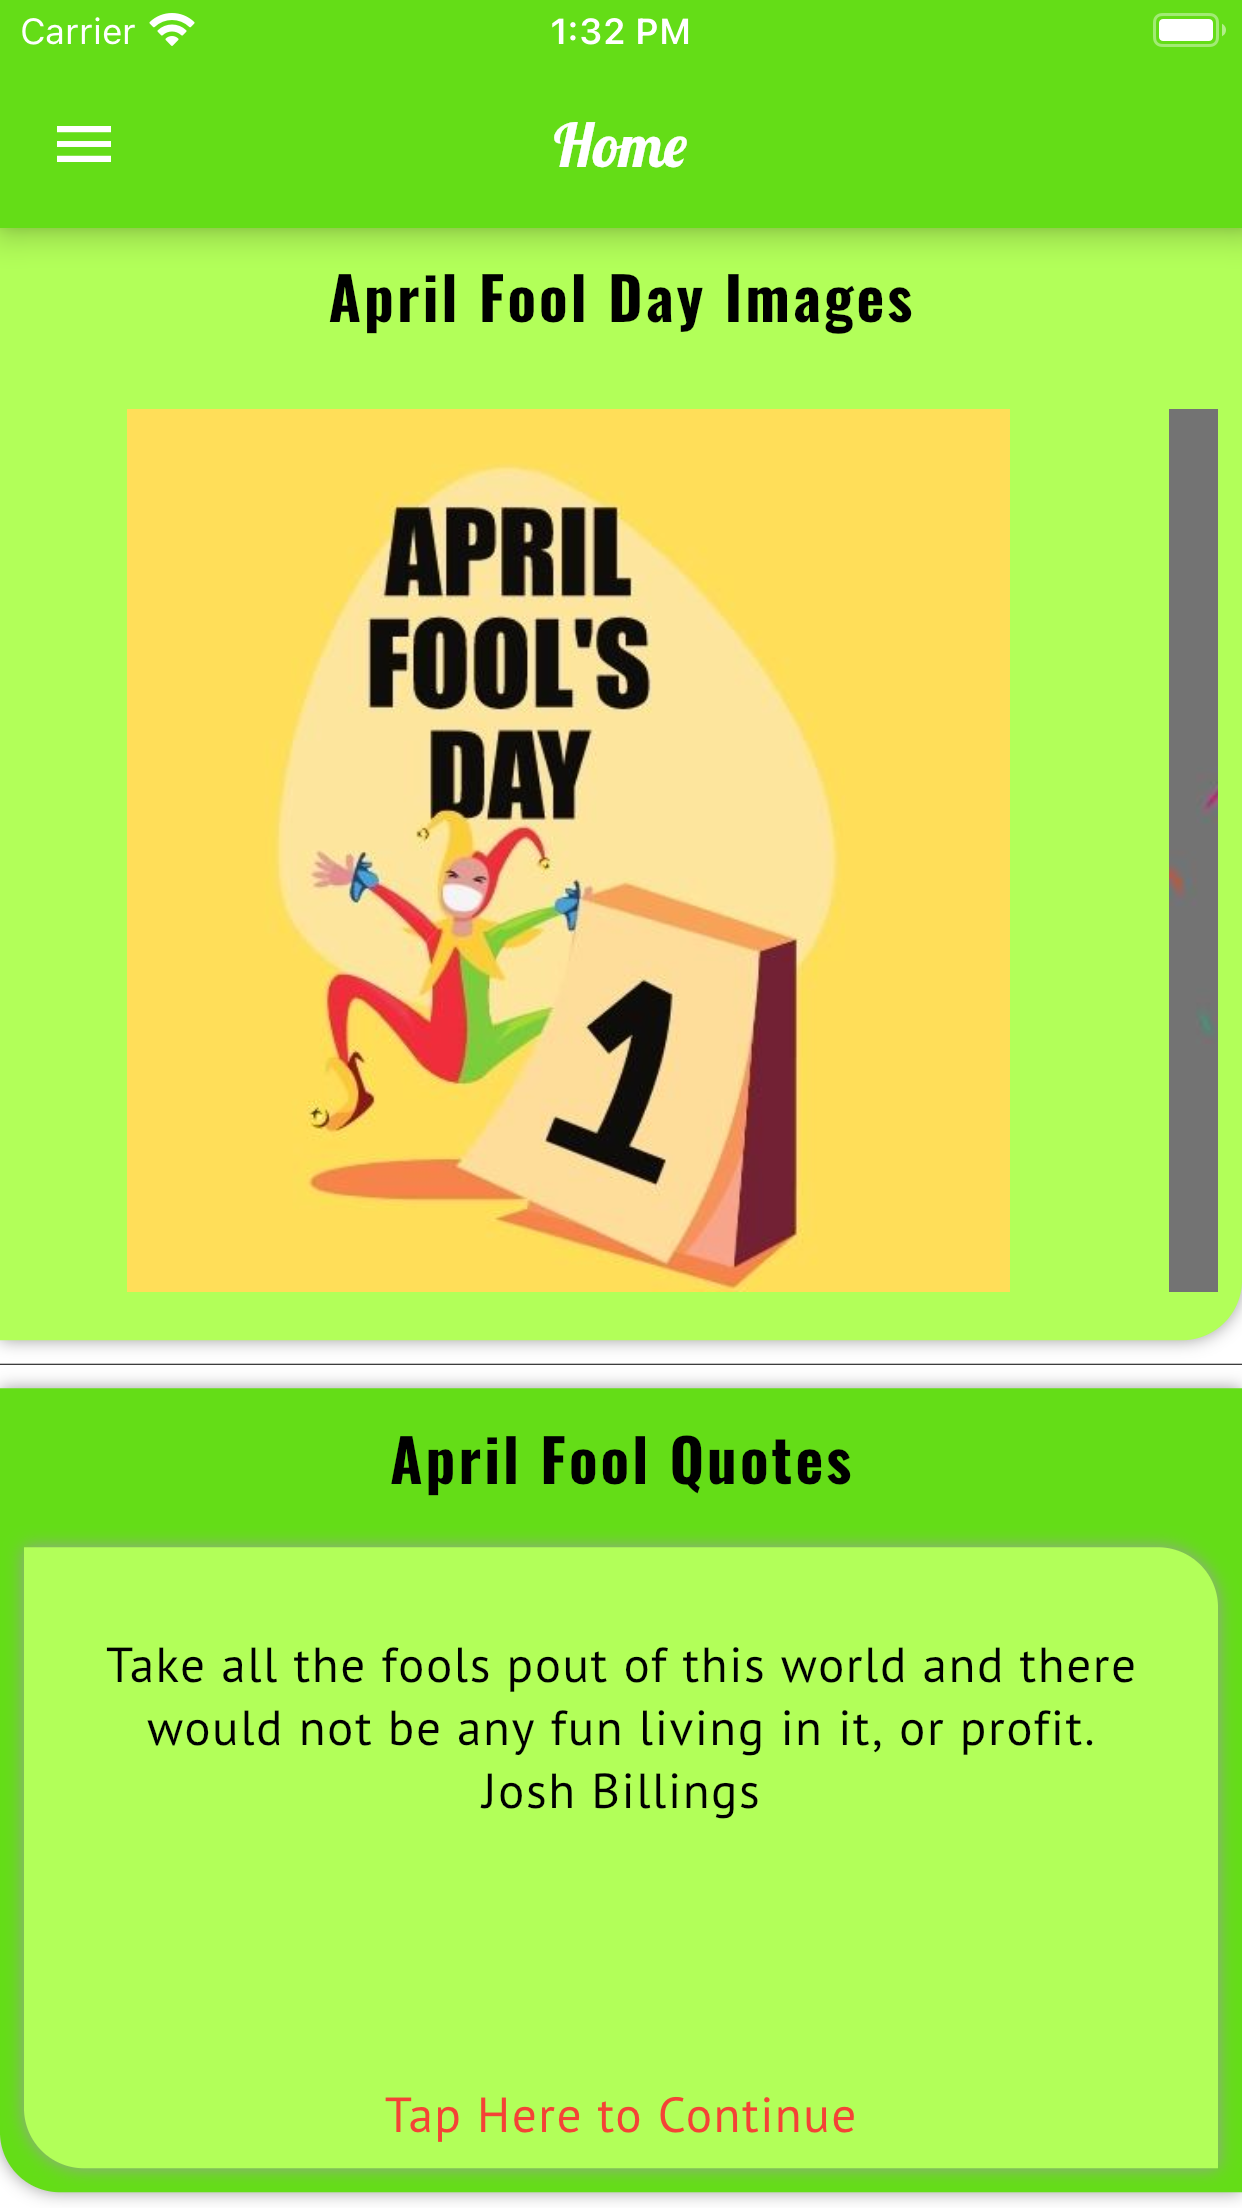 Carrier
1:32 PM
Home
April Fool Day Images
APRIL
FOOL'S
DAY
1
April Fool Quotes
Take all the fools pout of this world and there
would not be any fun living in it, or profit.
Josh Billings
Tap Here to Continue